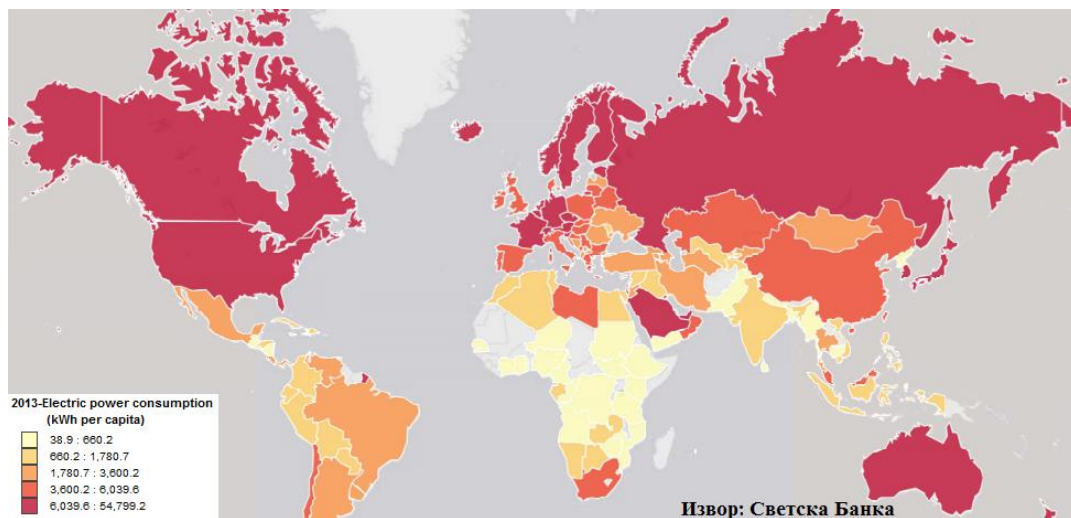 2013-Electric power consumption
(kWh per capita)
38.9 : 660.2
660.2 : 1,780.7
1,780.7 : 3,600.2
3,600.2 : 6,039.6
6,039.6 : 54,799.2
Извор: Светска Банка